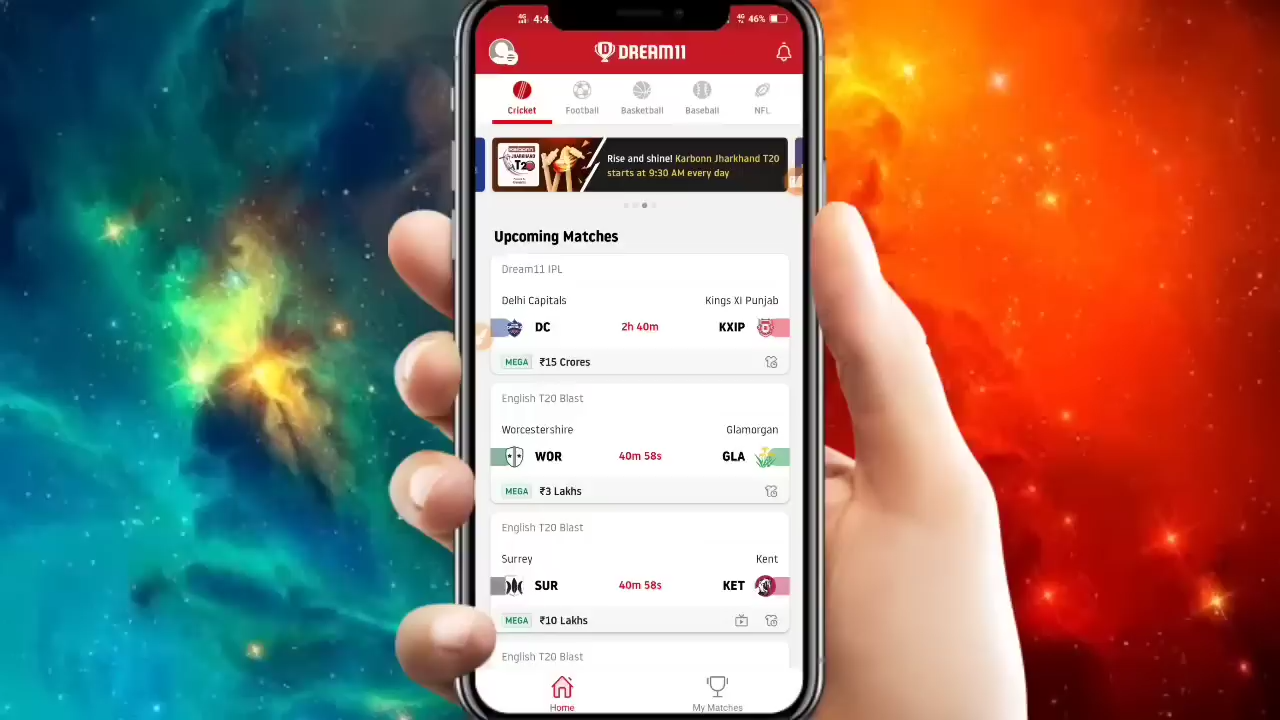 4:4
46%
DREAM11
Cricket
Football
Basketball
Baseball
NFL
Rise and shine! Karbonn Jharkhand T20
starts at 9:30 AM every day
Upcoming Matches
Dream11 IPL
Delhi Capitals
Kings XI Punjab
DC
2h 40m
KXIP
MEGA
₹15 Crores
English T20 Blast
Worcestershire
Glamorgan
WOR
40m 58s
GLA
MEGA
₹3 Lakhs
English T20 Blast
Surrey
Kent
SUR
40m 58s
KET
MEGA
₹10 Lakhs
English T20 Blast
Home
My Matches